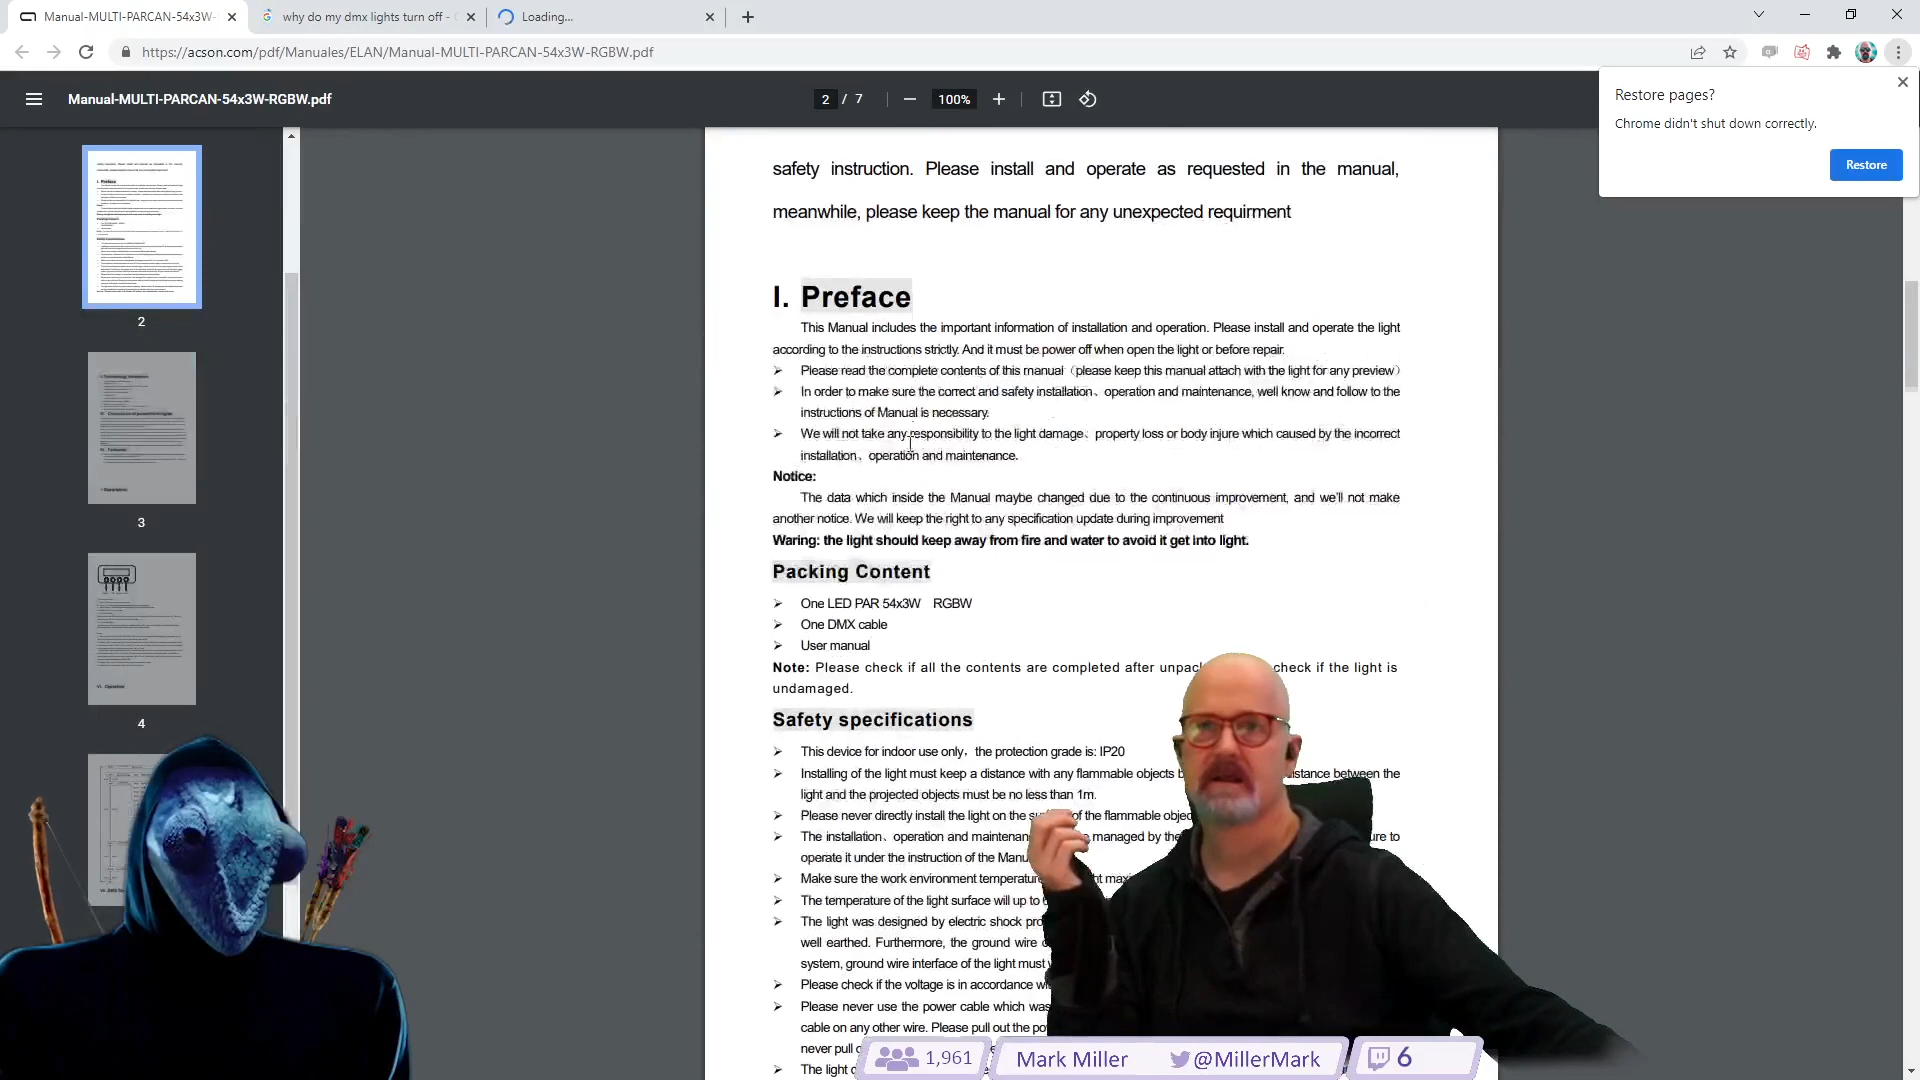 Manual-MULTI-PARCAN-54x3W-
why do my dmx lights turn off -
Loading...
https://acson.com/pdf/Manuales/ELAN/Manual-MULTI-PARCAN-54x3W-RGBW.pdf
Manual-MULTI-PARCAN-54x3W-RGBW.pdf
2 / 7
100%
Restore pages?
Chrome didn't shut down correctly.
Restore
2
3
4
safety instruction. Please install and operate as requested in the manual,
meanwhile, please keep the manual for any unexpected requirment
I. Preface
This Manual includes the important information of installation and operation. Please install and operate the light
according to the instructions strictly. And it must be power off when open the light or before repair.
➢ Please read the complete contents of this manual（please keep this manual attach with the light for any preview）
➢ In order to make sure the correct and safety installation、operation and maintenance, well know and follow to the
instructions of Manual is necessary.
➢ We will not take any responsibility to the light damage、property loss or body injure which caused by the incorrect
installation、operation and maintenance.
Notice:
The data which inside the Manual maybe changed due to the continuous improvement, and we'll not make
another notice. We will keep the right to any specification update during improvement
Waring: the light should keep away from fire and water to avoid it get into light.
Packing Content
➢ One LED PAR 54x3W RGBW
➢ One DMX cable
➢ User manual
Note: Please check if all the contents are completed after check if the light is
undamaged.
Safety specifications
➢ This device for indoor use only，the protection grade is: IP20
➢ Installing of the light must keep a distance with any flammable objects between the
light and the projected objects must be no less than 1m.
➢ Please never directly install the light on the of the flammable
➢ The installation、operation and managed by the to
operate it under the instruction of the
➢ Make sure the work environment temperature
➢ The temperature of the light surface will up to
➢ The light was designed by electric shock
well earthed. Furthermore, the ground wire
system, ground wire interface of the light must
➢ Please check if the voltage is in accordance
➢ Please never use the power cable which was
cable on any other wire. Please pull out the
never pull
➢ The light
1,961
Mark Miller
@MillerMark
6